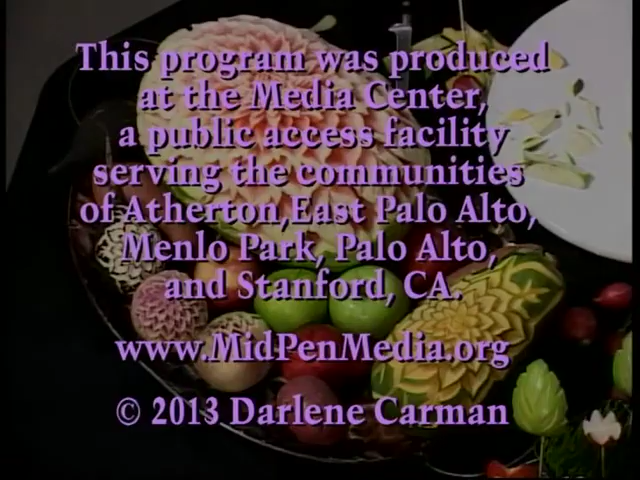 This program was produced
at the Media Center,
a public access facility
serving the communities
of Atherton,East Palo Alto,
Menlo Park, Palo Alto,
and Stanford, CA.
www.MidPenMedia.org
© 2013 Darlene Carman